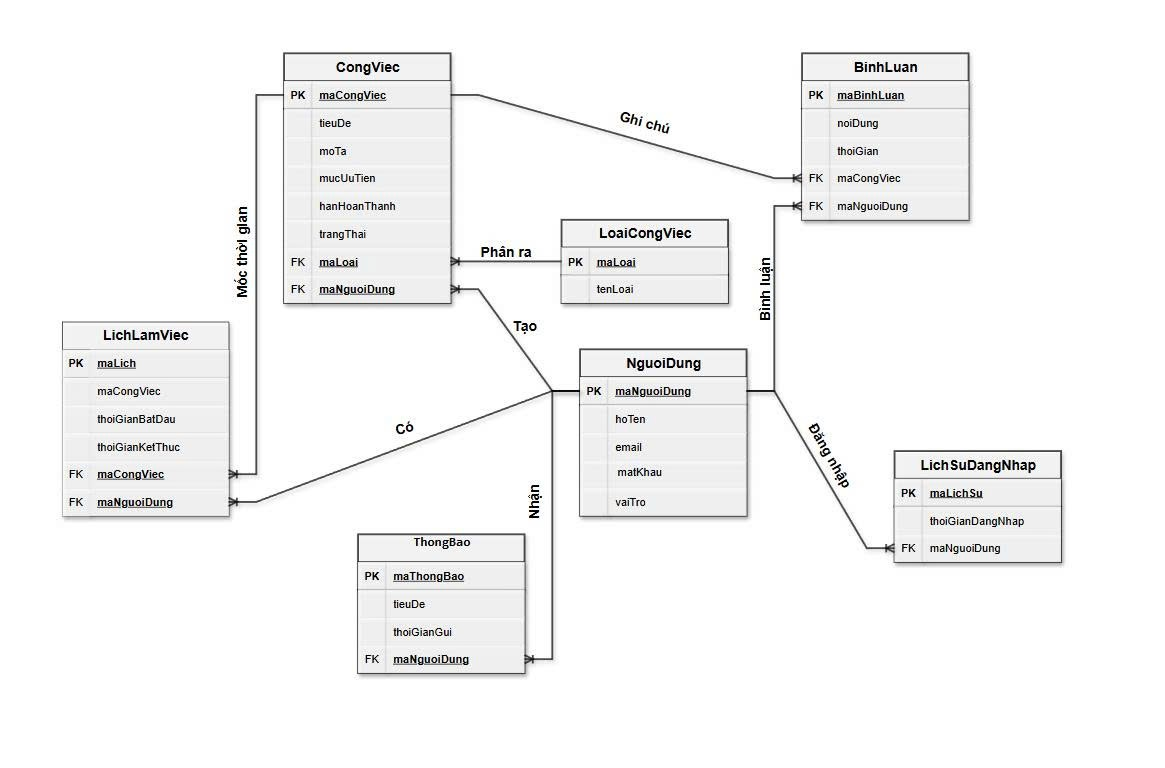 CongViec
PK maCongViec
tieuDe
moTa
mucUuTien
hanHoanThanh
trangThai
FK maLoai
FK maNguoiDung
BinhLuan
PK maBinhLuan
noiDung
thoiGian
FK maCongViec
FK maNguoiDung
Ghi chú
LoaiCongViec
PK maLoai
tenLoai
Phân ra
Mốc thời gian
Tạo
Bình luận
LichLamViec
PK maLich
maCongViec
thoiGianBatDau
thoiGianKetThuc
FK maCongViec
FK maNguoiDung
Có
NguoiDung
PK maNguoiDung
hoTen
email
matKhau
vaiTro
Đăng nhập
LichSuDangNhap
PK maLichSu
thoiGianDangNhap
FK maNguoiDung
Nhận
ThongBao
PK maThongBao
tieuDe
thoiGianGui
FK maNguoiDung